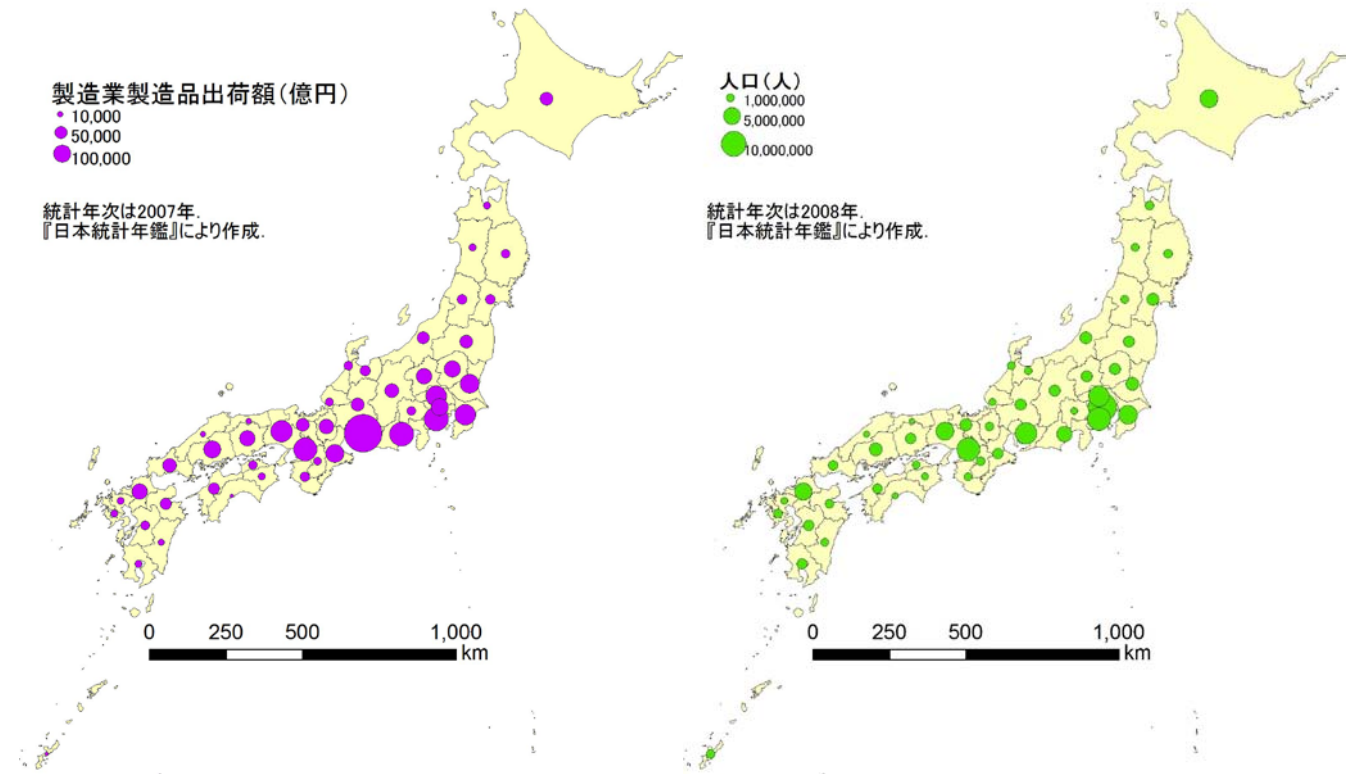 製造業製造品出荷額(億円)
10,000
50,000
100,000
統計年次は2007年.
『日本統計年鑑』により作成.
0 250 500 1,000
km
人口(人)
1,000,000
5,000,000
10,000,000
統計年次は2008年.
『日本統計年鑑』により作成.
0 250 500 1,000
km